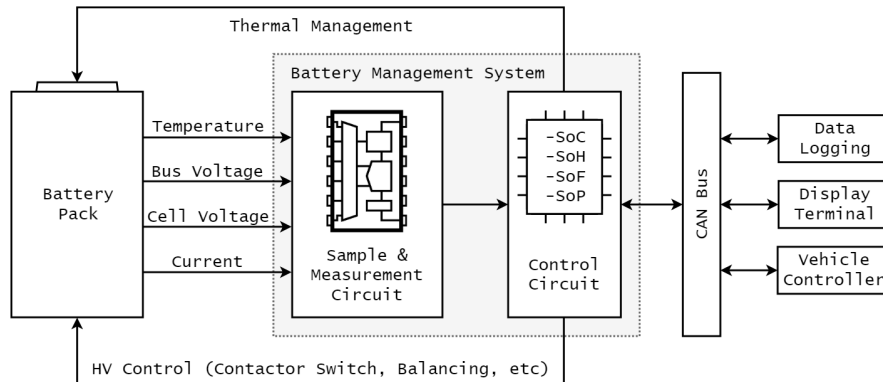 Thermal Management
Battery Management System
Temperature
Bus Voltage
Cell Voltage
Current
Battery
Pack
Sample &
Measurement
Circuit
-SoC
-SoH
-SoF
-SoP
Control
Circuit
CAN Bus
Data
Logging
Display
Terminal
Vehicle
Controller
HV Control (Contactor Switch, Balancing, etc)